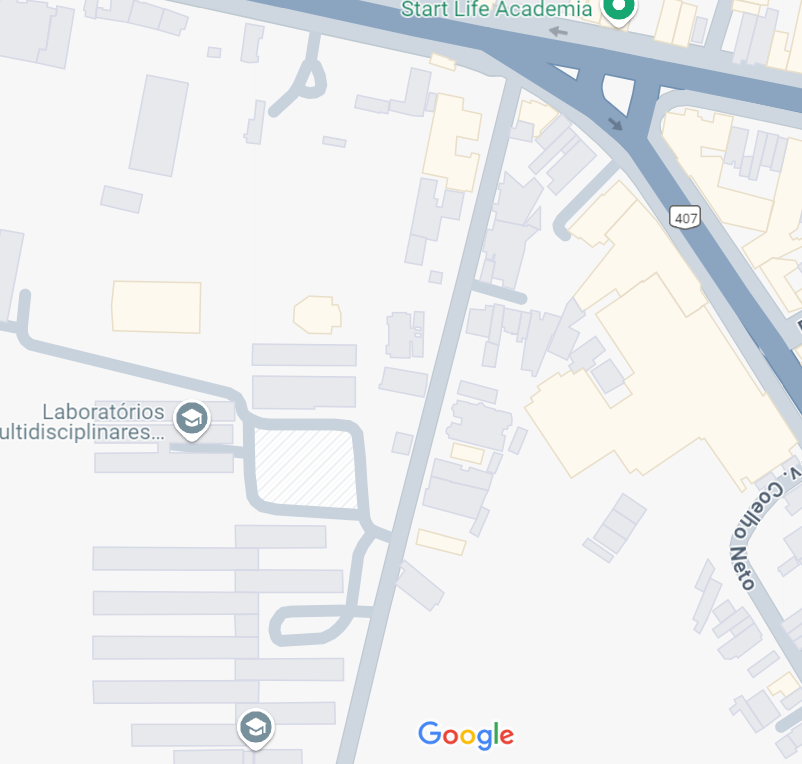 Start Life Academia
407
Laboratórios
ultidisciplinares...
v. Coelho Neto
Google